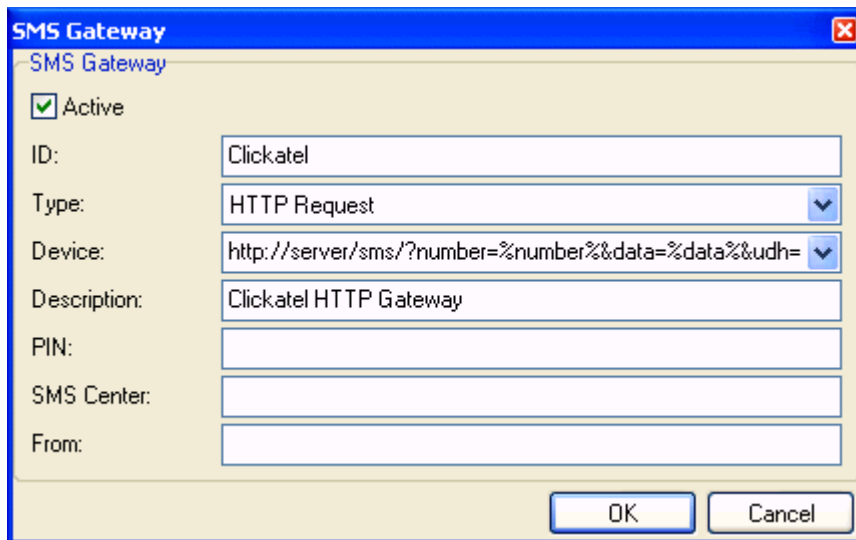 SMS Gateway
SMS Gateway
Active
ID: Clickatel
Type: HTTP Request
Device: http://server/sms/?number=%number%&data=%data%&udh=
Description: Clickatel HTTP Gateway
PIN:
SMS Center:
From:
OK Cancel